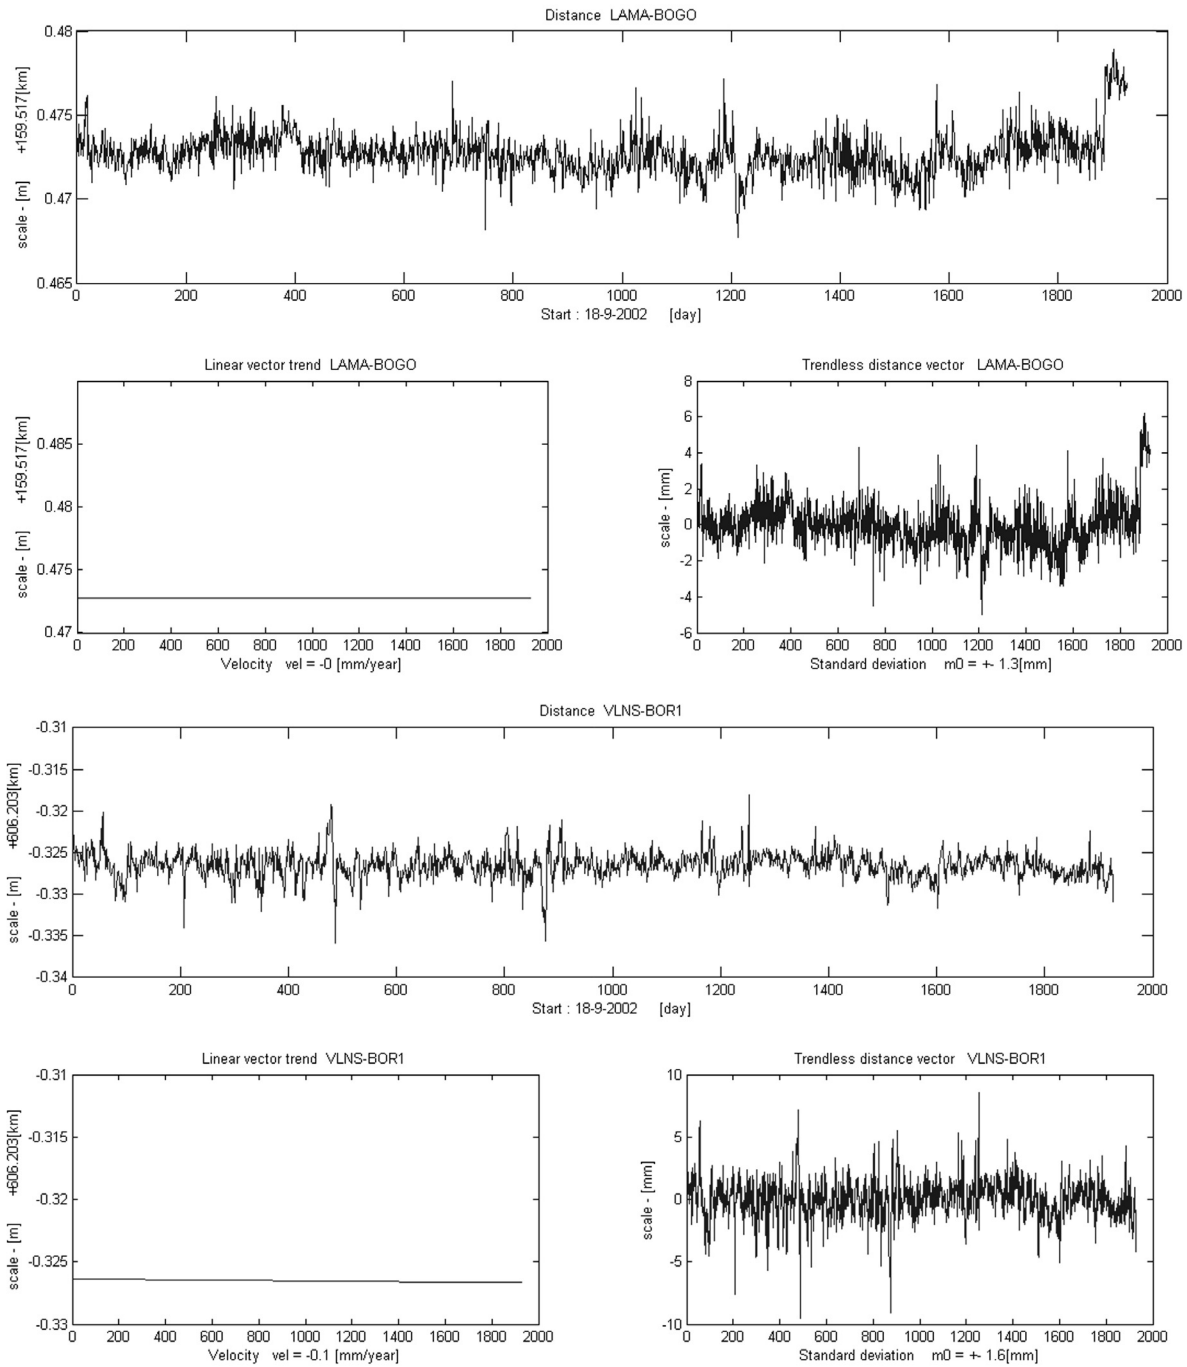 Distance LAMA-BOGO
+159.517[km]
scale - [m]
0.48
0.475
0.47
0.465
0 200 400 600 800 1000 1200 1400 1600 1800 2000
Start : 18-9-2002 [day]
Linear vector trend LAMA-BOGO
+159.517[km]
scale - [m]
0.485
0.48
0.475
0.47
0 200 400 600 800 1000 1200 1400 1600 1800 2000
Velocity vel = -0 [mm/year]
Trendless distance vector LAMA-BOGO
scale - [mm]
8
6
4
2
0
-2
-4
-6
0 200 400 600 800 1000 1200 1400 1600 1800 2000
Standard deviation m0 = +- 1.3[mm]
Distance VLNS-BOR1
+606.203[km]
scale - [m]
-0.31
-0.315
-0.32
-0.325
-0.33
-0.335
-0.34
0 200 400 600 800 1000 1200 1400 1600 1800 2000
Start : 18-9-2002 [day]
Linear vector trend VLNS-BOR1
+606.203[km]
scale - [m]
-0.31
-0.315
-0.32
-0.325
-0.33
0 200 400 600 800 1000 1200 1400 1600 1800 2000
Velocity vel = -0.1 [mm/year]
Trendless distance vector VLNS-BOR1
scale - [mm]
10
5
0
-5
-10
0 200 400 600 800 1000 1200 1400 1600 1800 2000
Standard deviation m0 = +- 1.6[mm]